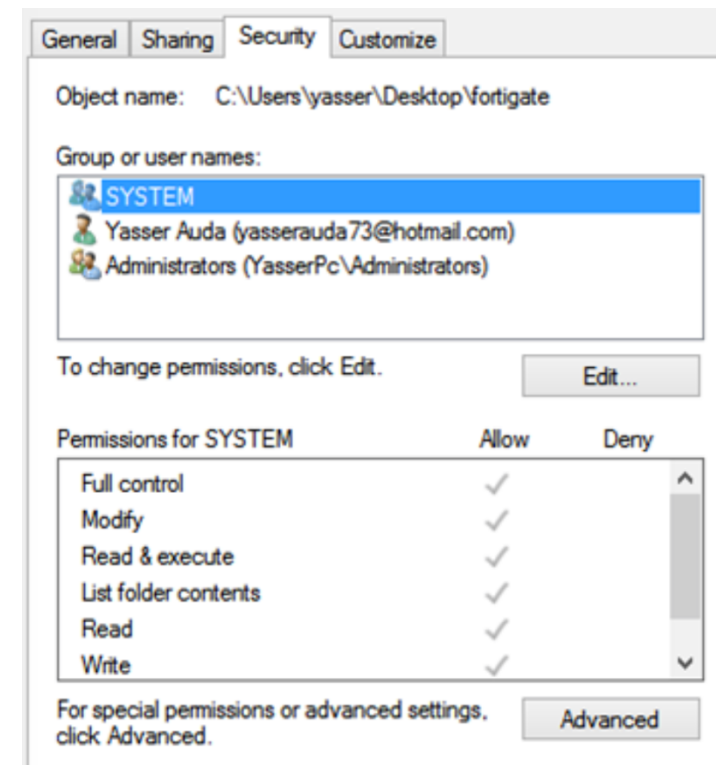 General Sharing Security Customize
Object name: C:\Users\yasser\Desktop\fortigate
Group or user names:
SYSTEM
Yasser Auda (yasserauda73@hotmail.com)
Administrators (YasserPc\Administrators)
To change permissions, click Edit.
Edit...
Permissions for SYSTEM Allow Deny
Full control
Modify
Read & execute
List folder contents
Read
Write
For special permissions or advanced settings,
click Advanced.
Advanced